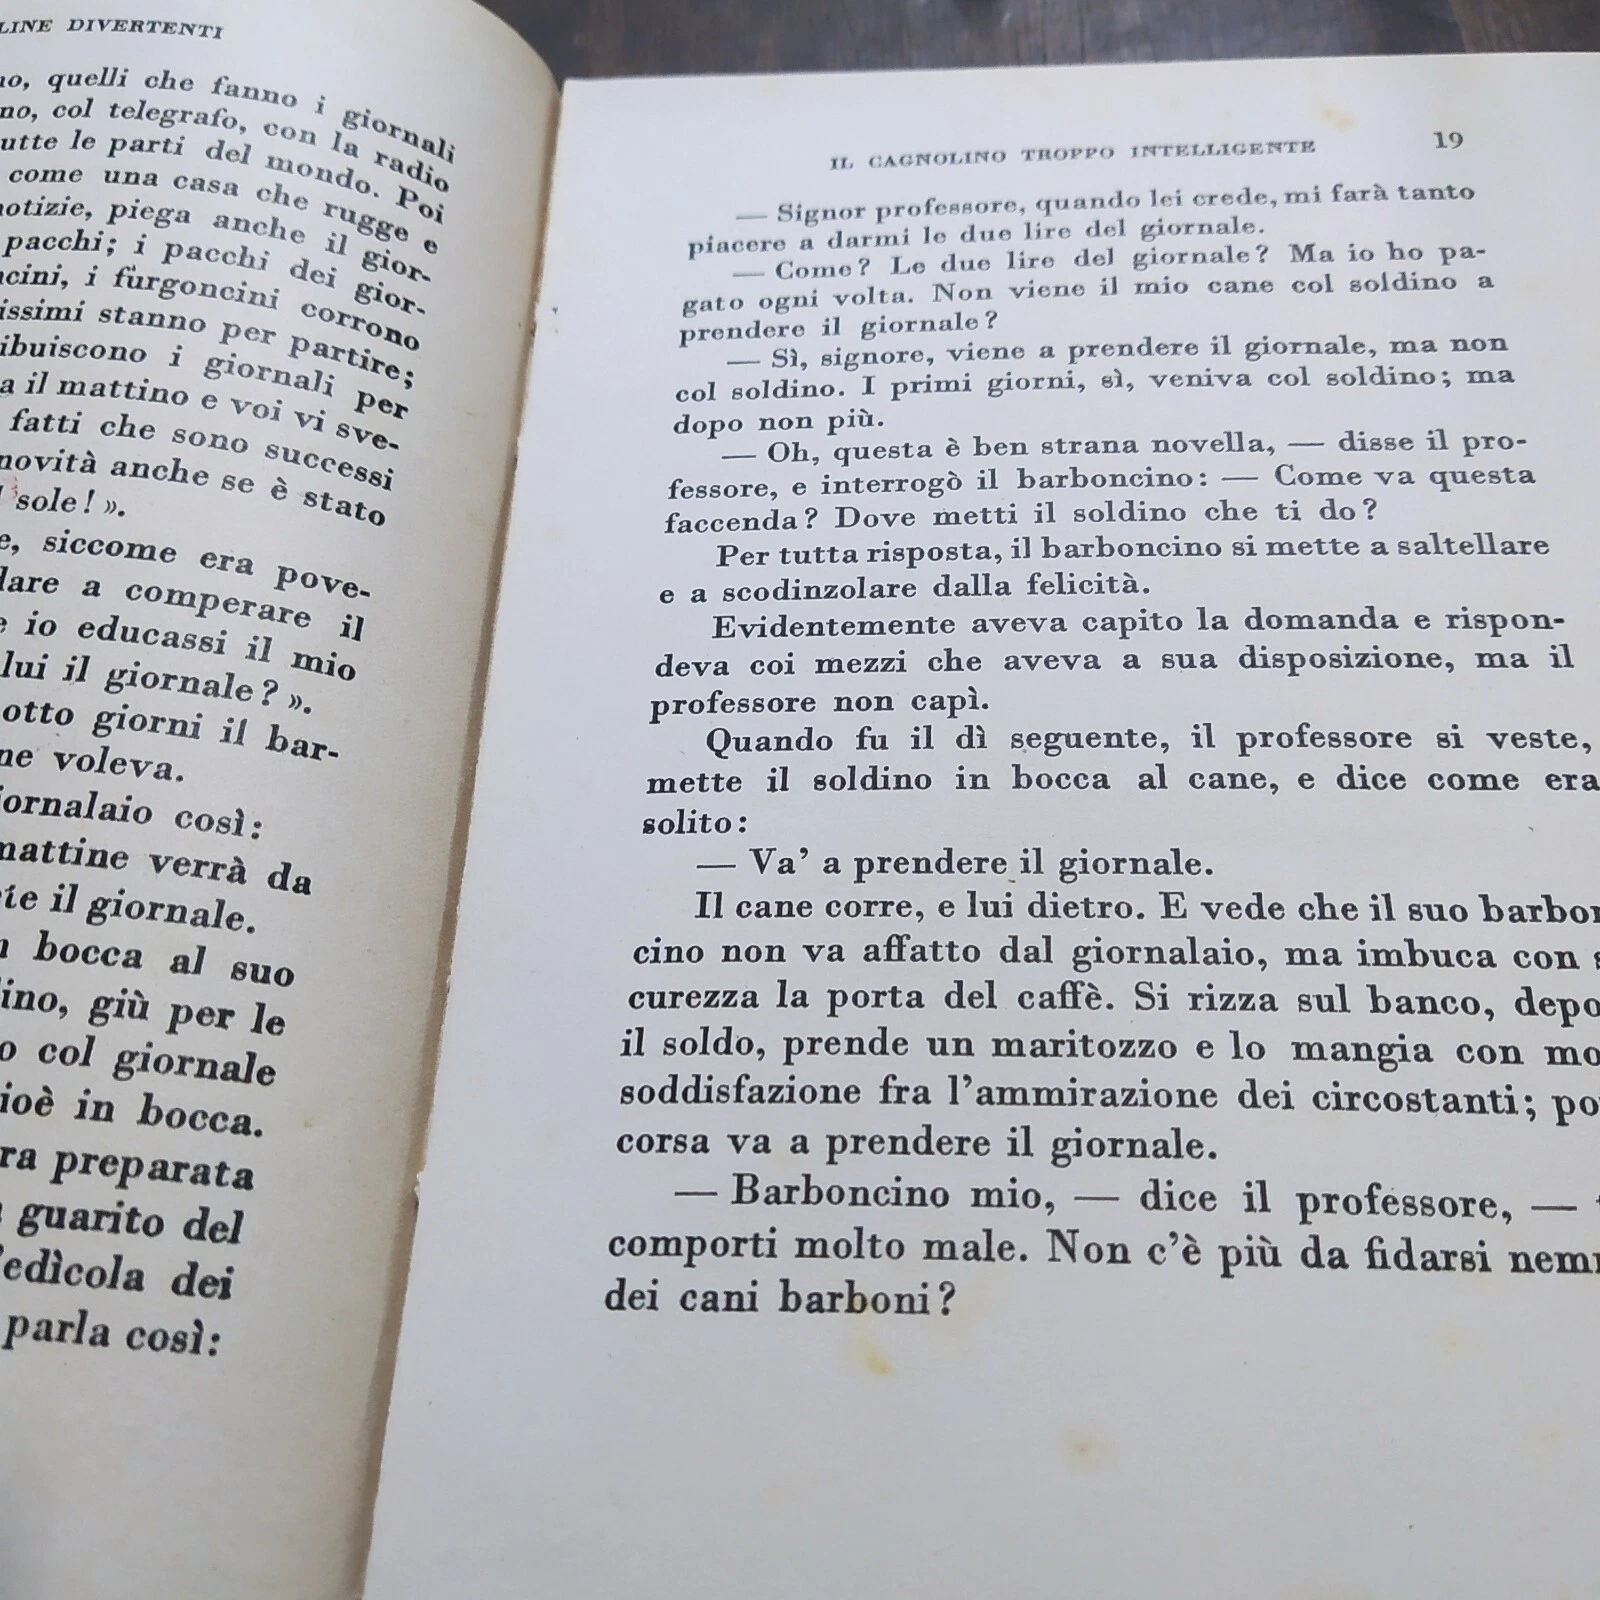 LINE DIVERTENTI
quelli che fanno i giornali
col telegrafo, con la radio
le parti del mondo. Poi
come una casa che rugge e
piega anche il gior-
pacchi; i pacchi dei gior-
i furgoncini corrono
stanno per partire;
i giornali per
il mattino e voi vi sve-
fatti che sono successi
novità anche se è stato
sole! ».
siccome era pove-
a comperare il
io educassi il mio
lui il giornale? ».
otto giorni il bar-
voleva.
così:
mattine verrà da
il giornale.
bocca al suo
giù per le
col giornale
in bocca.
preparata
guarito del
dei
parla così:
IL CAGNOLINO TROPPO INTELLIGENTE 19
— Signor professore, quando lei crede, mi farà tanto
piacere a darmi le due lire del giornale.
— Come? Le due lire del giornale? Ma io ho pa-
gato ogni volta. Non viene il mio cane col soldino a
prendere il giornale?
— Sì, signore, viene a prendere il giornale, ma non
col soldino. I primi giorni, sì, veniva col soldino; ma
dopo non più.
— Oh, questa è ben strana novella, — disse il pro-
fessore, e interrogò il barboncino: — Come va questa
faccenda? Dove metti il soldino che ti do?
Per tutta risposta, il barboncino si mette a saltellare
e a scodinzolare dalla felicità.
Evidentemente aveva capito la domanda e rispon-
deva coi mezzi che aveva a sua disposizione, ma il
professore non capì.
Quando fu il dì seguente, il professore si veste,
mette il soldino in bocca al cane, e dice come era
solito:
— Va' a prendere il giornale.
Il cane corre, e lui dietro. E vede che il suo barbon
cino non va affatto dal giornalaio, ma imbuca con s
curezza la porta del caffè. Si rizza sul banco, depo
il soldo, prende un maritozzo e lo mangia con mo
soddisfazione fra l'ammirazione dei circostanti; po
corsa va a prendere il giornale.
— Barboncino mio, — dice il professore, —
comporti molto male. Non c'è più da fidarsi nem
dei cani barboni?